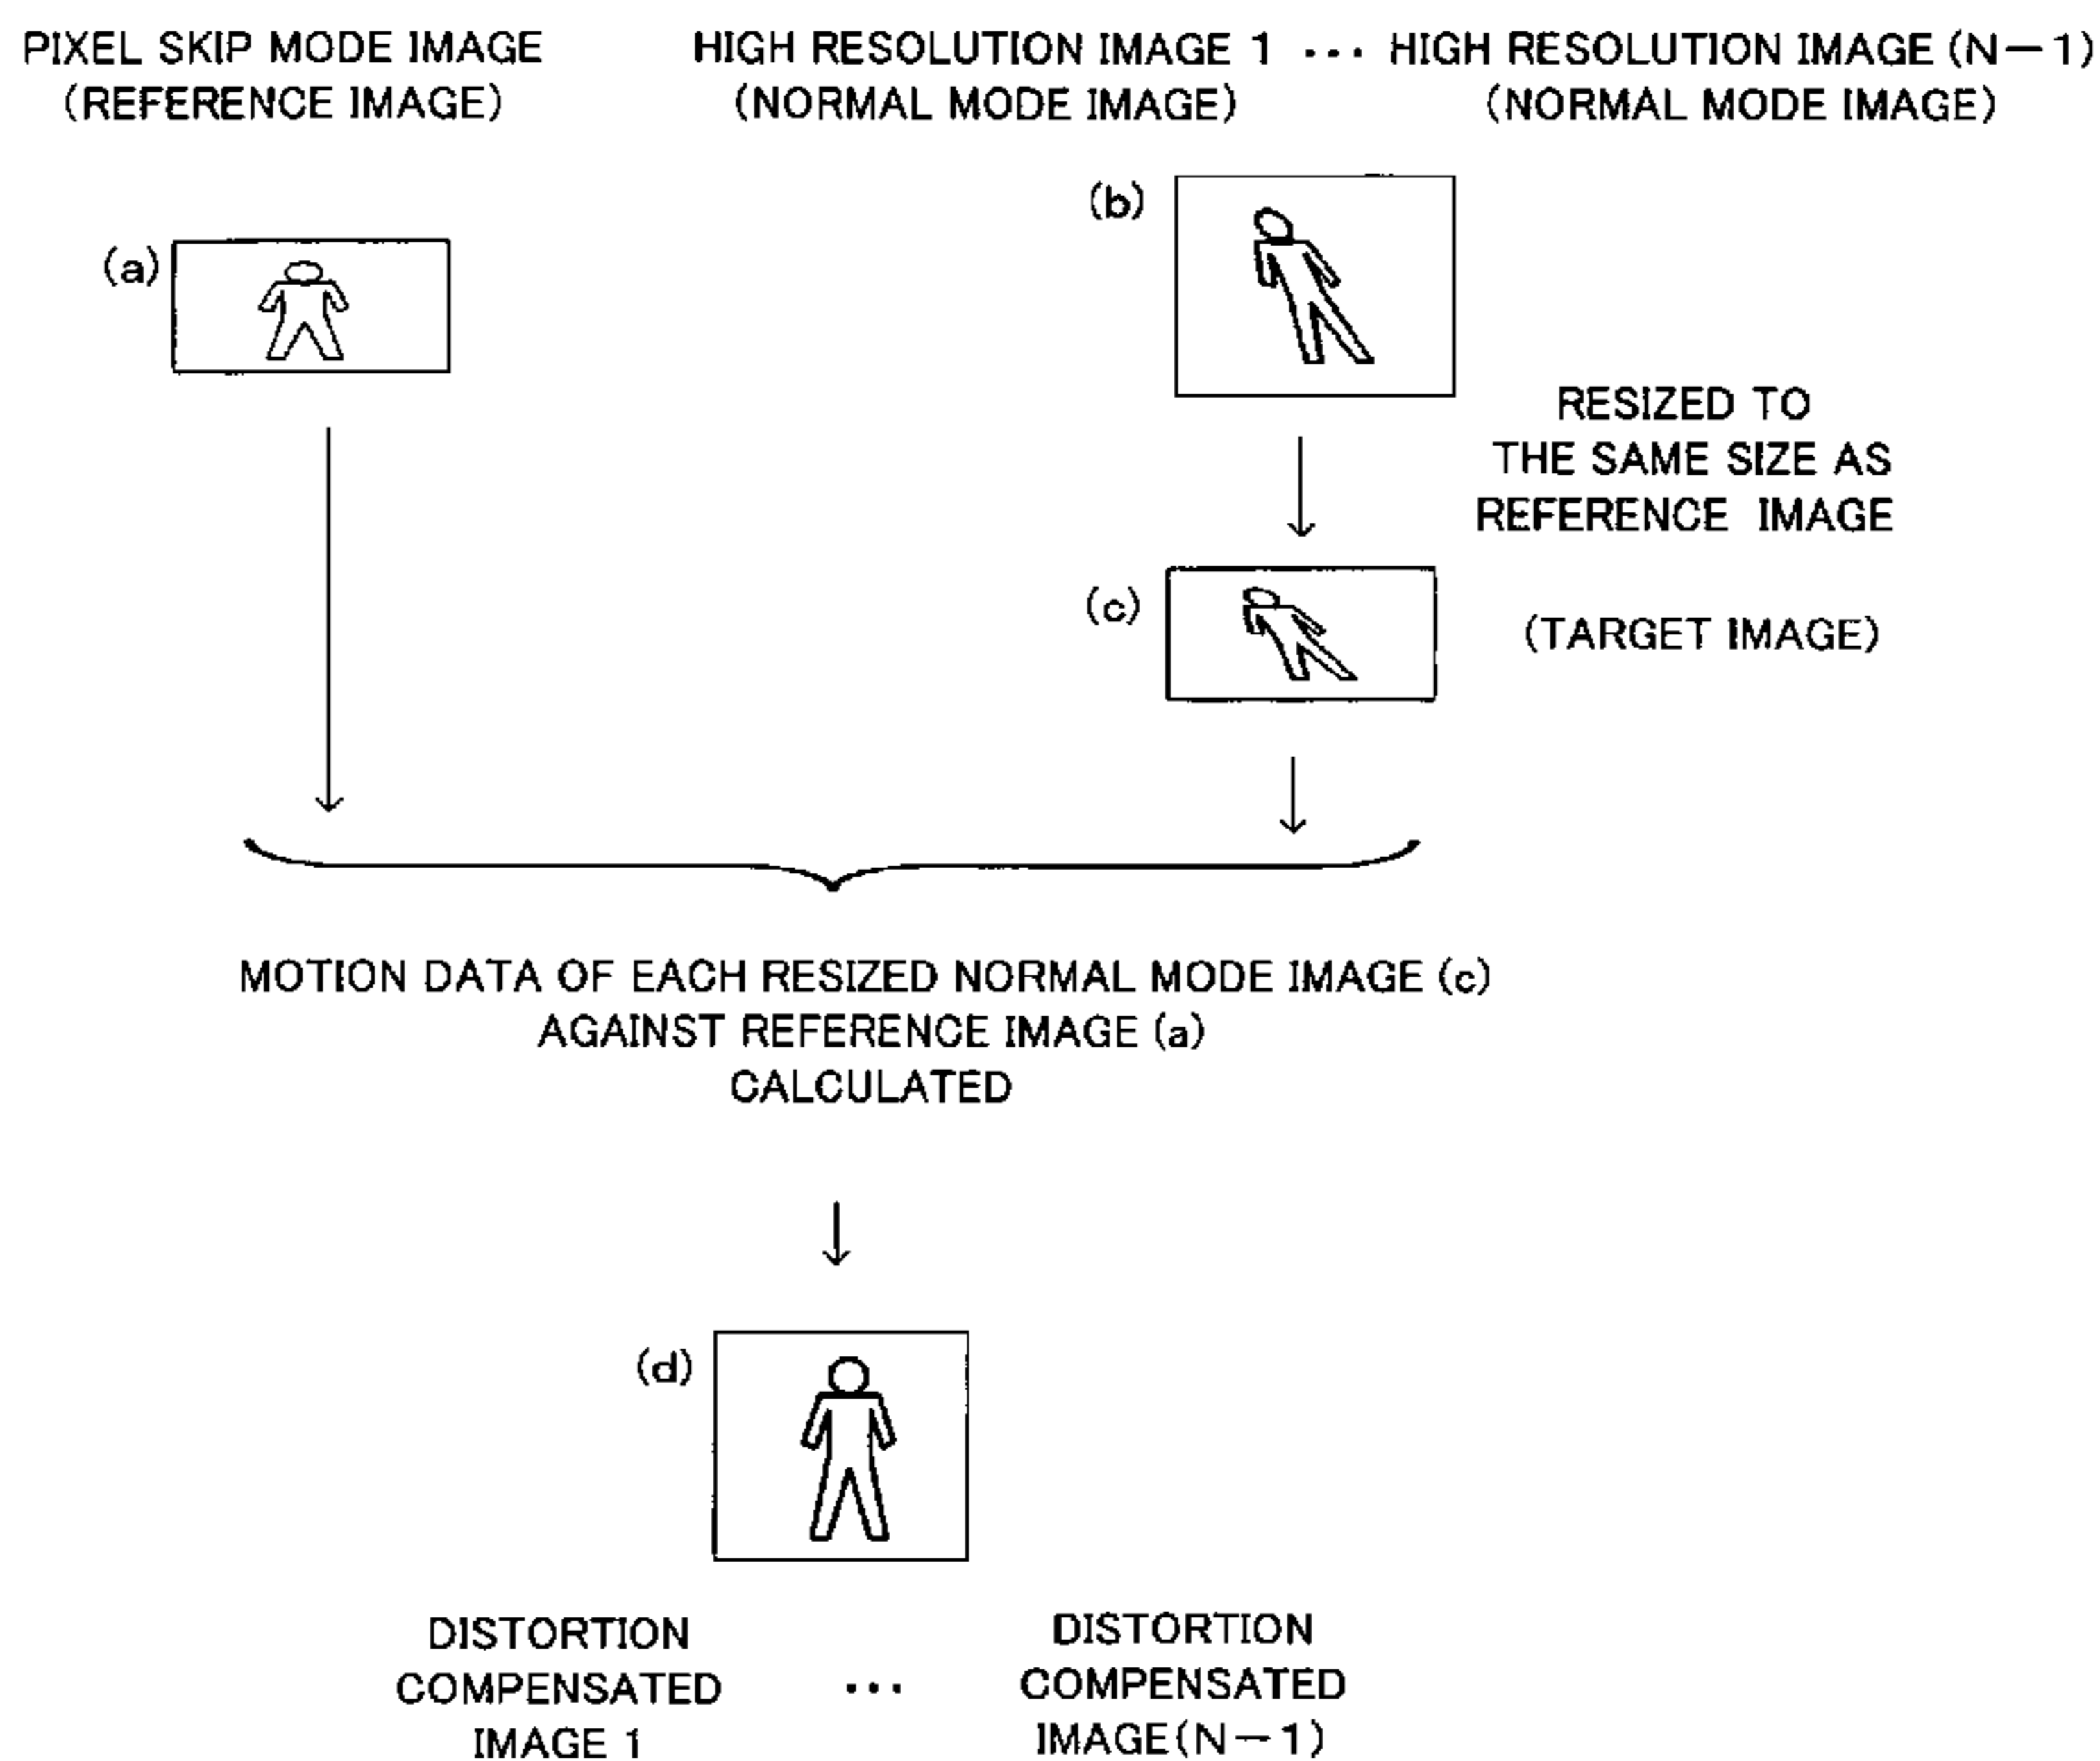 PIXEL SKIP MODE IMAGE
(REFERENCE IMAGE)
HIGH RESOLUTION IMAGE 1 ··· HIGH RESOLUTION IMAGE (N-1)
(NORMAL MODE IMAGE) (NORMAL MODE IMAGE)
(a)
(b)
RESIZED TO
THE SAME SIZE AS
REFERENCE IMAGE
(c)
(TARGET IMAGE)
MOTION DATA OF EACH RESIZED NORMAL MODE IMAGE (c)
AGAINST REFERENCE IMAGE (a)
CALCULATED
(d)
DISTORTION
COMPENSATED
IMAGE 1
···
DISTORTION
COMPENSATED
IMAGE(N-1)